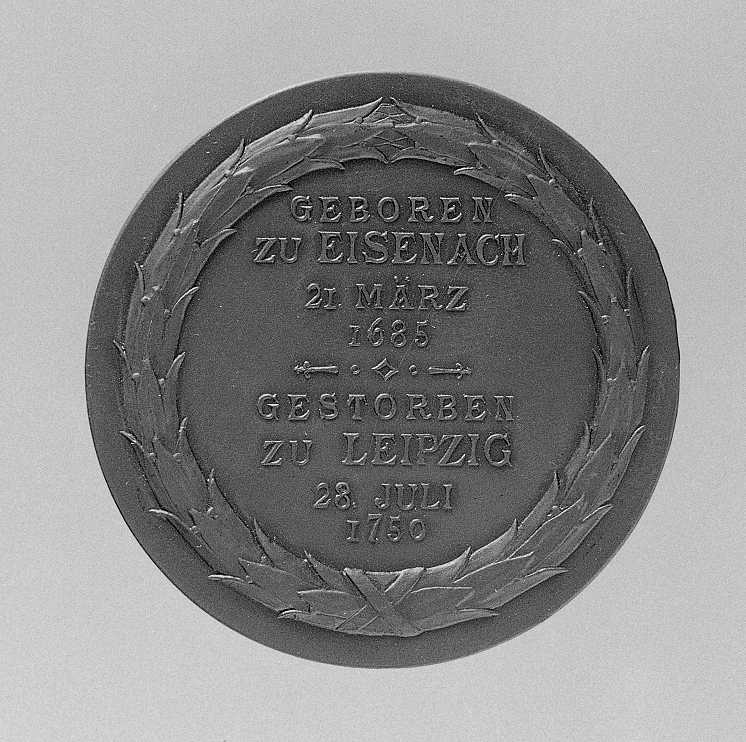 GEBOREN
ZU EISENACH
21. MÄRZ
1685
GESTORBEN
ZU LEIPZIG
28. JULI
1750